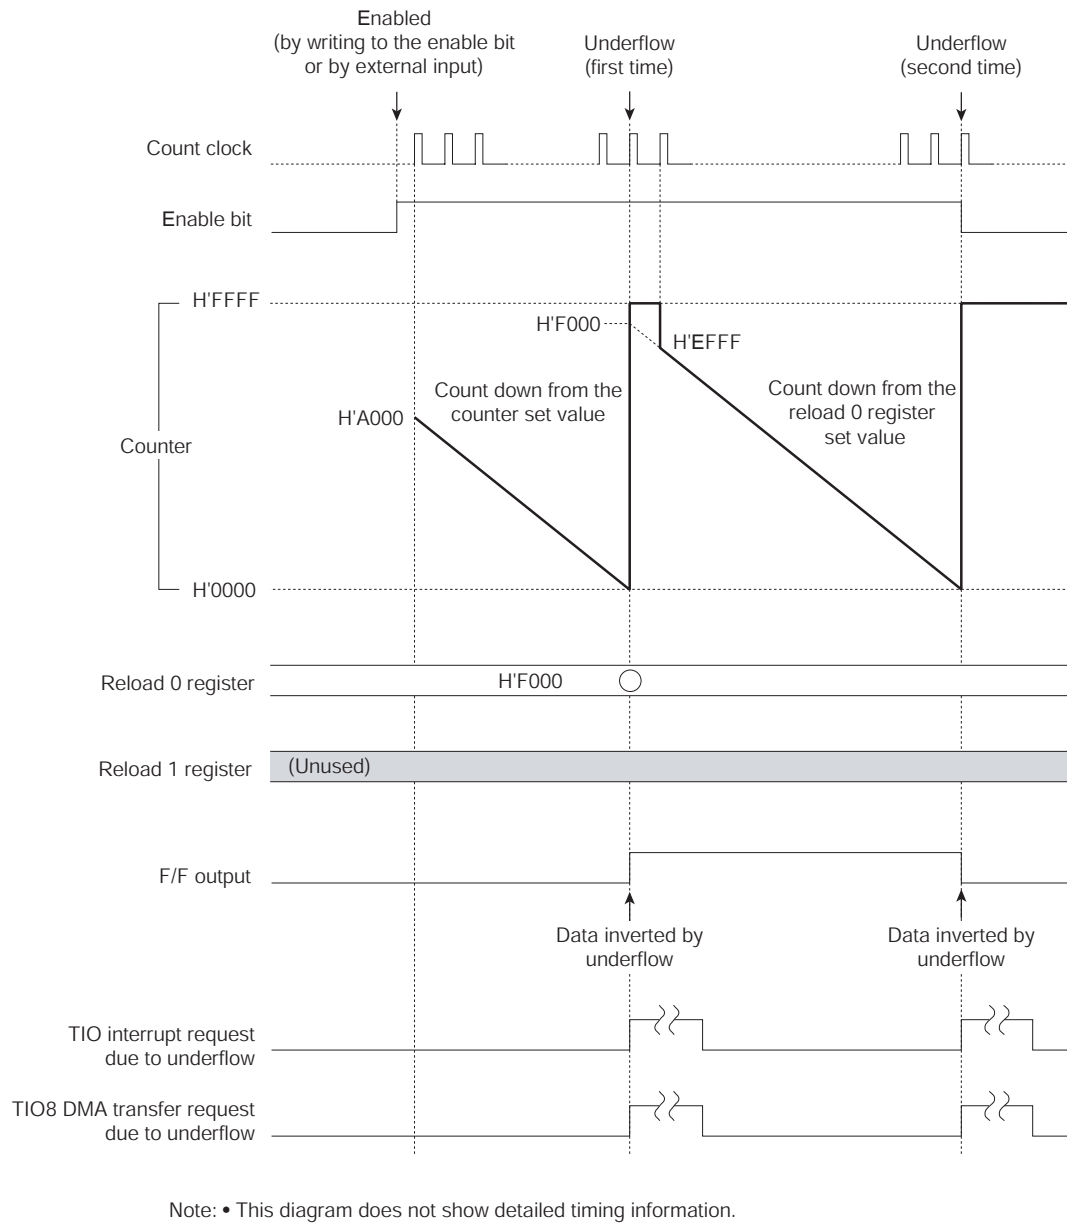 Enabled
(by writing to the enable bit
or by external input)
Underflow
(first time)
Underflow
(second time)
Count clock
Enable bit
H'FFFF
H'F000
H'EFFF
Count down from the
counter set value
Count down from the
reload 0 register
set value
H'A000
Counter
H'0000
Reload 0 register
H'F000
Reload 1 register
(Unused)
F/F output
Data inverted by
underflow
Data inverted by
underflow
TIO interrupt request
due to underflow
TIO8 DMA transfer request
due to underflow
Note: • This diagram does not show detailed timing information.